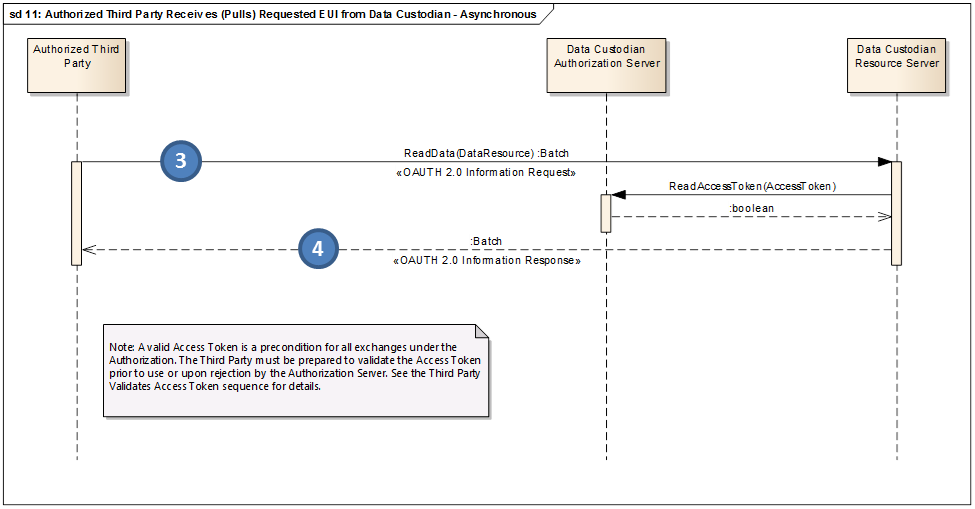 sd 11: Authorized Third Party Receives (Pulls) Requested EUI from Data Custodian - Asynchronous
Authorized Third
Party
Data Custodian
Authorization Server
Data Custodian
Resource Server
3
ReadData(DataResource) :Batch
«OAUTH 2.0 Information Request»
ReadAccessToken(AccessToken)
:boolean
4
:Batch
«OAUTH 2.0 Information Response»
Note: A valid Access Token is a precondition for all exchanges under the
Authorization. The Third Party must be prepared to validate the Access Token
prior to use or upon rejection by the Authorization Server. See the Third Party
Validates Access Token sequence for details.